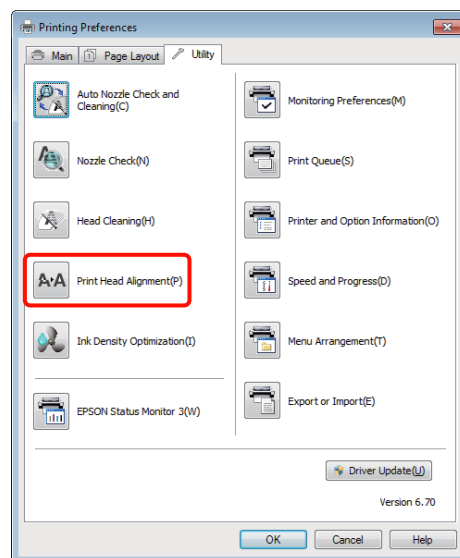 Printing Preferences
Main
Page Layout
Utility
Auto Nozzle Check and
Cleaning(C)
Monitoring Preferences(M)
Nozzle Check(N)
Print Queue(S)
Head Cleaning(H)
Printer and Option Information(O)
A A Print Head Alignment(P)
Speed and Progress(D)
Ink Density Optimization(I)
Menu Arrangement(T)
EPSON Status Monitor 3(W)
Export or Import(E)
Driver Update(U)
Version 6.70
OK
Cancel
Help